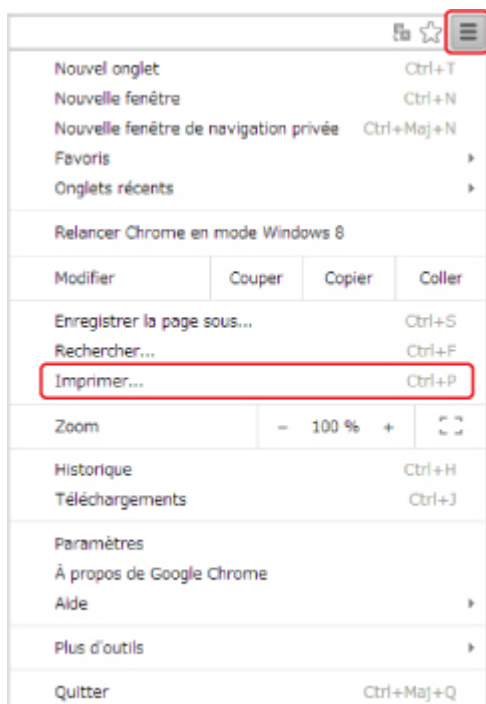 Nouvel onglet Ctrl+T
Nouvelle fenêtre Ctrl+N
Nouvelle fenêtre de navigation privée Ctrl+Maj+N
Favoris
Onglets récents
Relancer Chrome en mode Windows 8
Modifier Couper Copier Coller
Enregistrer la page sous... Ctrl+S
Rechercher... Ctrl+F
Imprimer... Ctrl+P
Zoom − 100 % +
Historique Ctrl+H
Téléchargements Ctrl+J
Paramètres
À propos de Google Chrome
Aide
Plus d'outils
Quitter Ctrl+Maj+Q